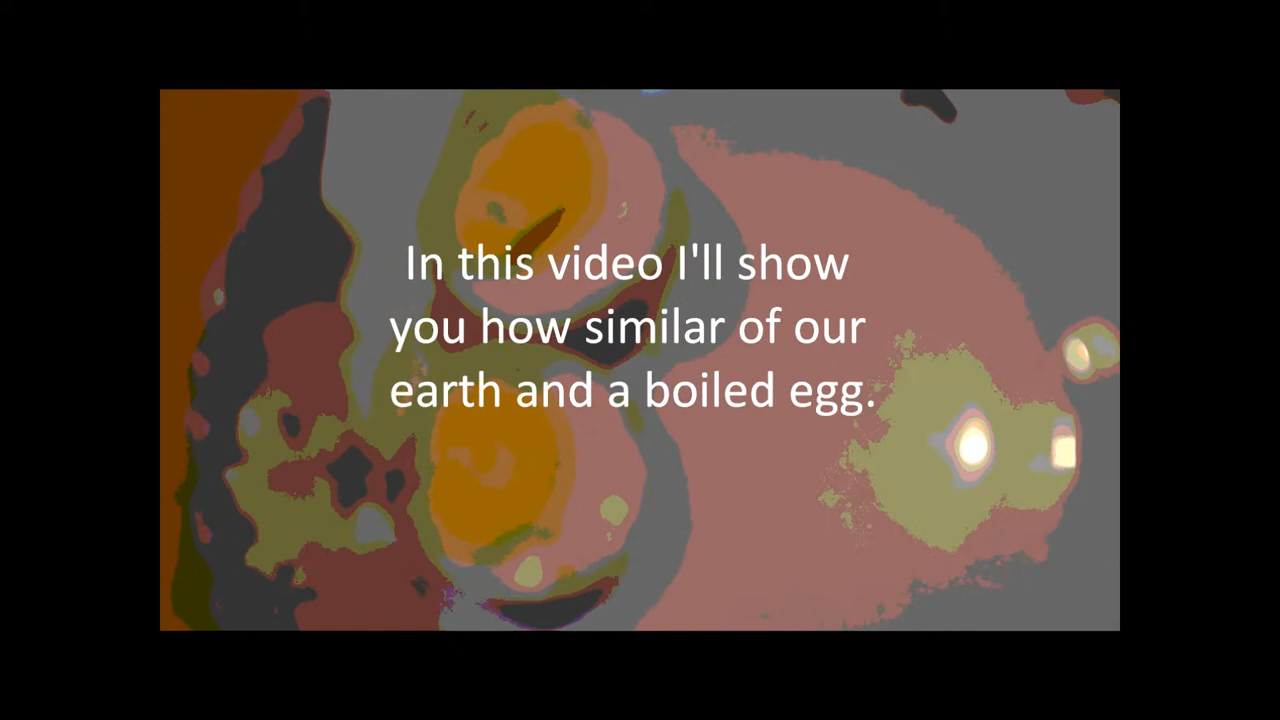 In this video I'll show
you how similar of our
earth and a boiled egg.